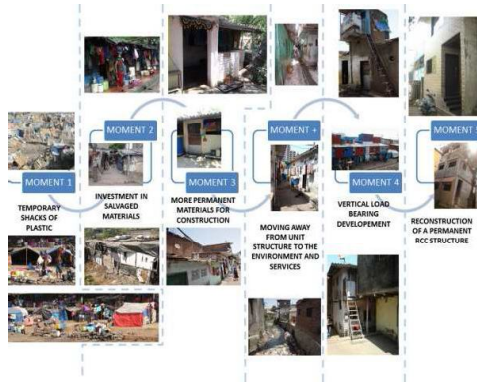 MOMENT 1
TEMPORARY
SHACKS OF
PLASTIC
MOMENT 2
INVESTMENT IN
SALVAGED
MATERIALS
MOMENT 3
MORE PERMANENT
MATERIALS FOR
CONSTRUCTION
MOMENT +
MOVING AWAY
FROM UNIT
STRUCTURE TO THE
ENVIRONMENT AND
SERVICES
MOMENT 4
VERTICAL LOAD
BEARING
DEVELOPEMENT
MOMENT 5
RECONSTRUCTION
OF A PERMANENT
RCC STRUCTURE